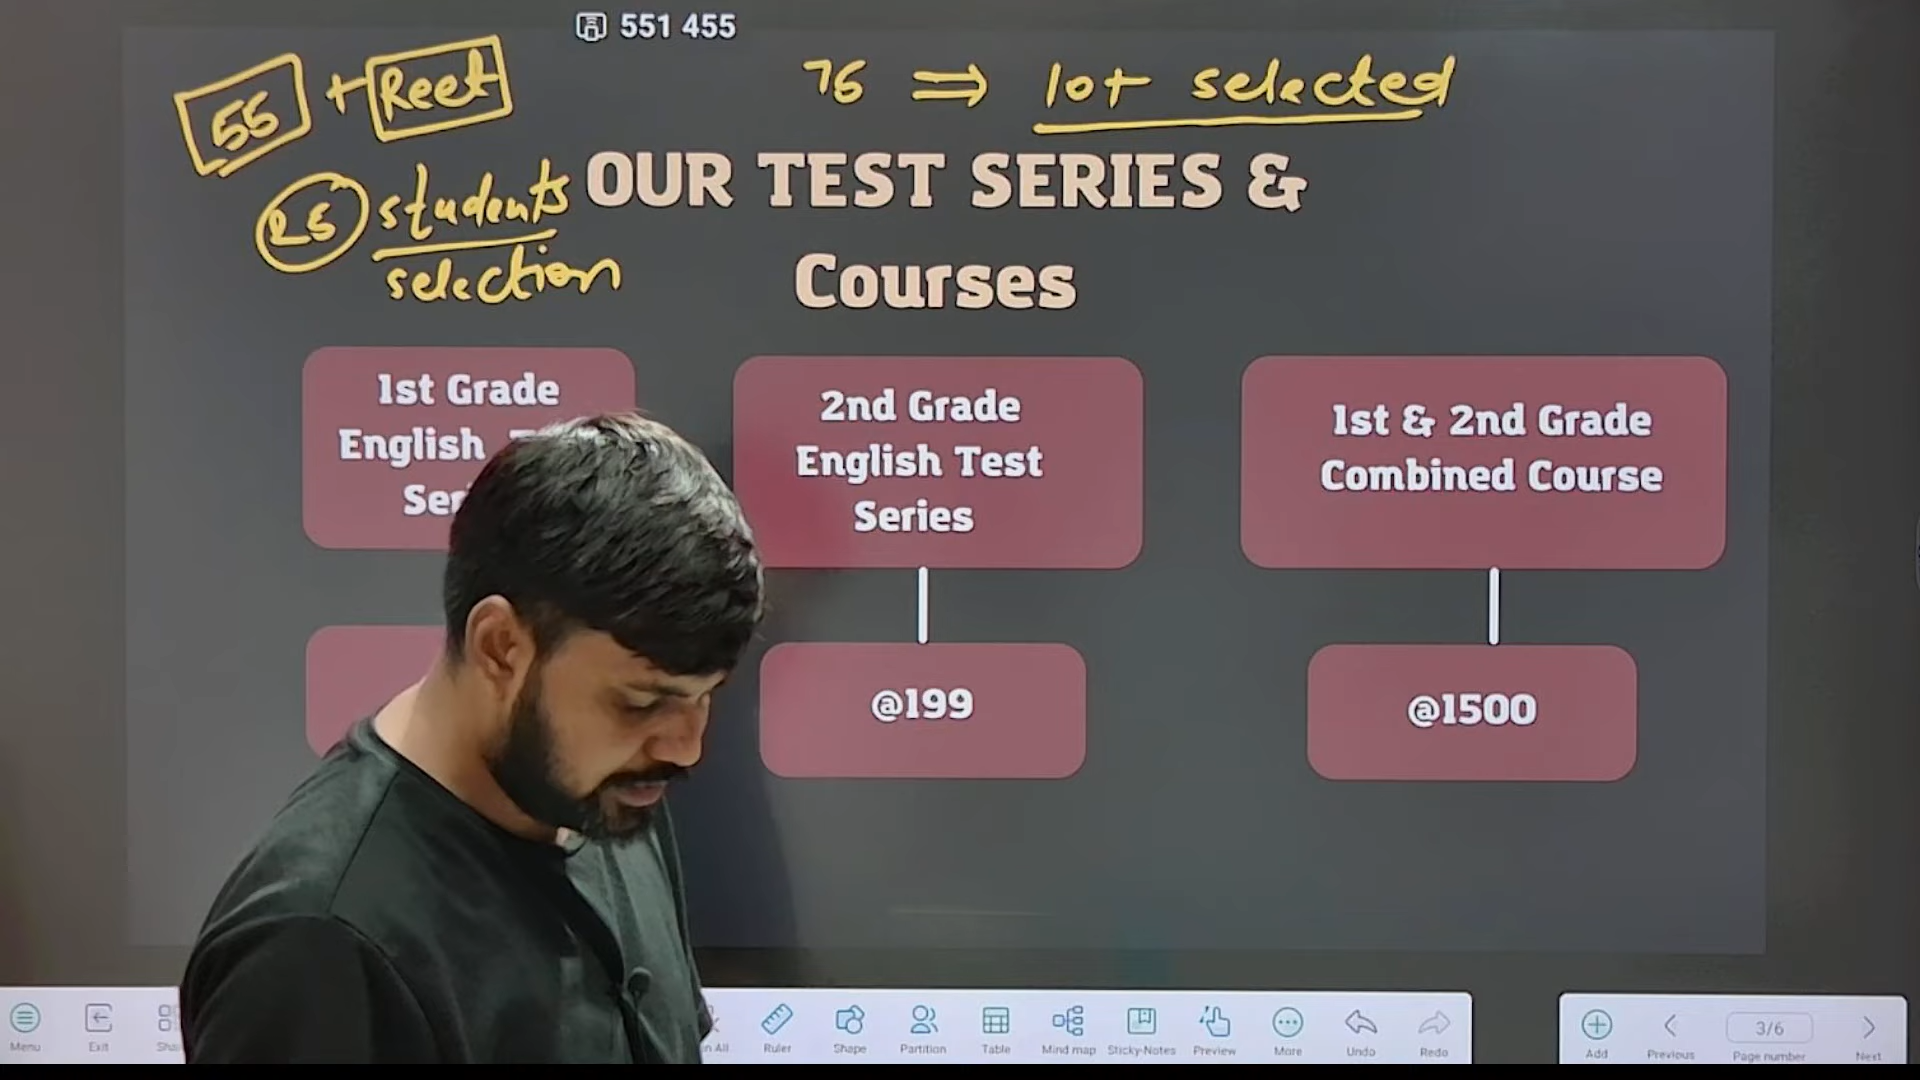 551 455
55 + Reet
76 ⇒ 10+ selected
25 students
selection
OUR TEST SERIES &
Courses
1st Grade
English
Ser
2nd Grade
English Test
Series
1st & 2nd Grade
Combined Course
@199
@1500
Menu
Exit
Ruler
Shape
Partition
Table
Mind map
Sticky-Notes
Preview
More
Undo
Redo
Add
Previous
3/6
Page number
Next